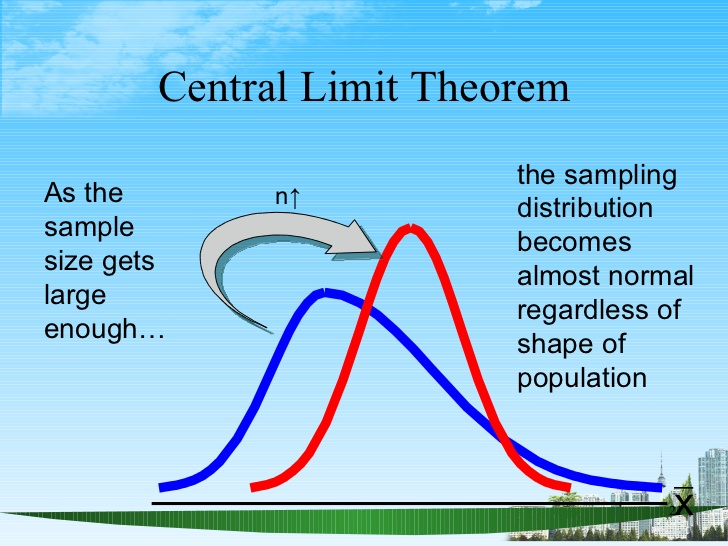 Central Limit Theorem
As the
sample
size gets
large
enough…
n↑
the sampling
distribution
becomes
almost normal
regardless of
shape of
population
x̅